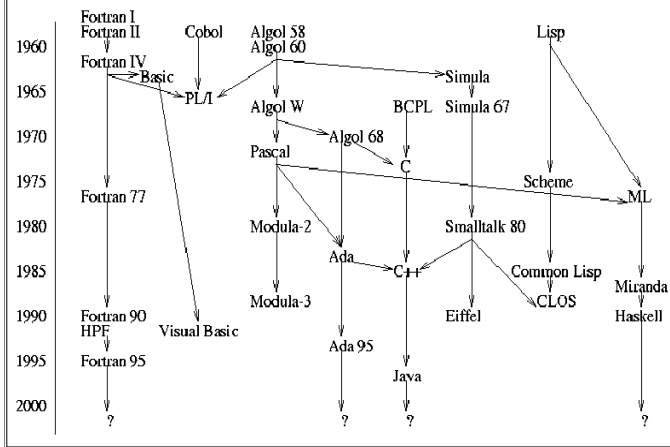 Fortran I
Fortran II Cobol Algol 58 Lisp
1960 Algol 60
Fortran IV
Basic Simula
1965 PL/I
Algol W BCPL Simula 67
1970 Algol 68
Pascal
C
1975 Scheme
Fortran 77 ML
1980 Modula-2 Smalltalk 80
Ada
1985 C++ Common Lisp
Miranda
Modula-3 CLOS
1990 Fortran 90 Eiffel Haskell
HPF Visual Basic
Ada 95
1995 Fortran 95
Java
2000
? ? ? ?